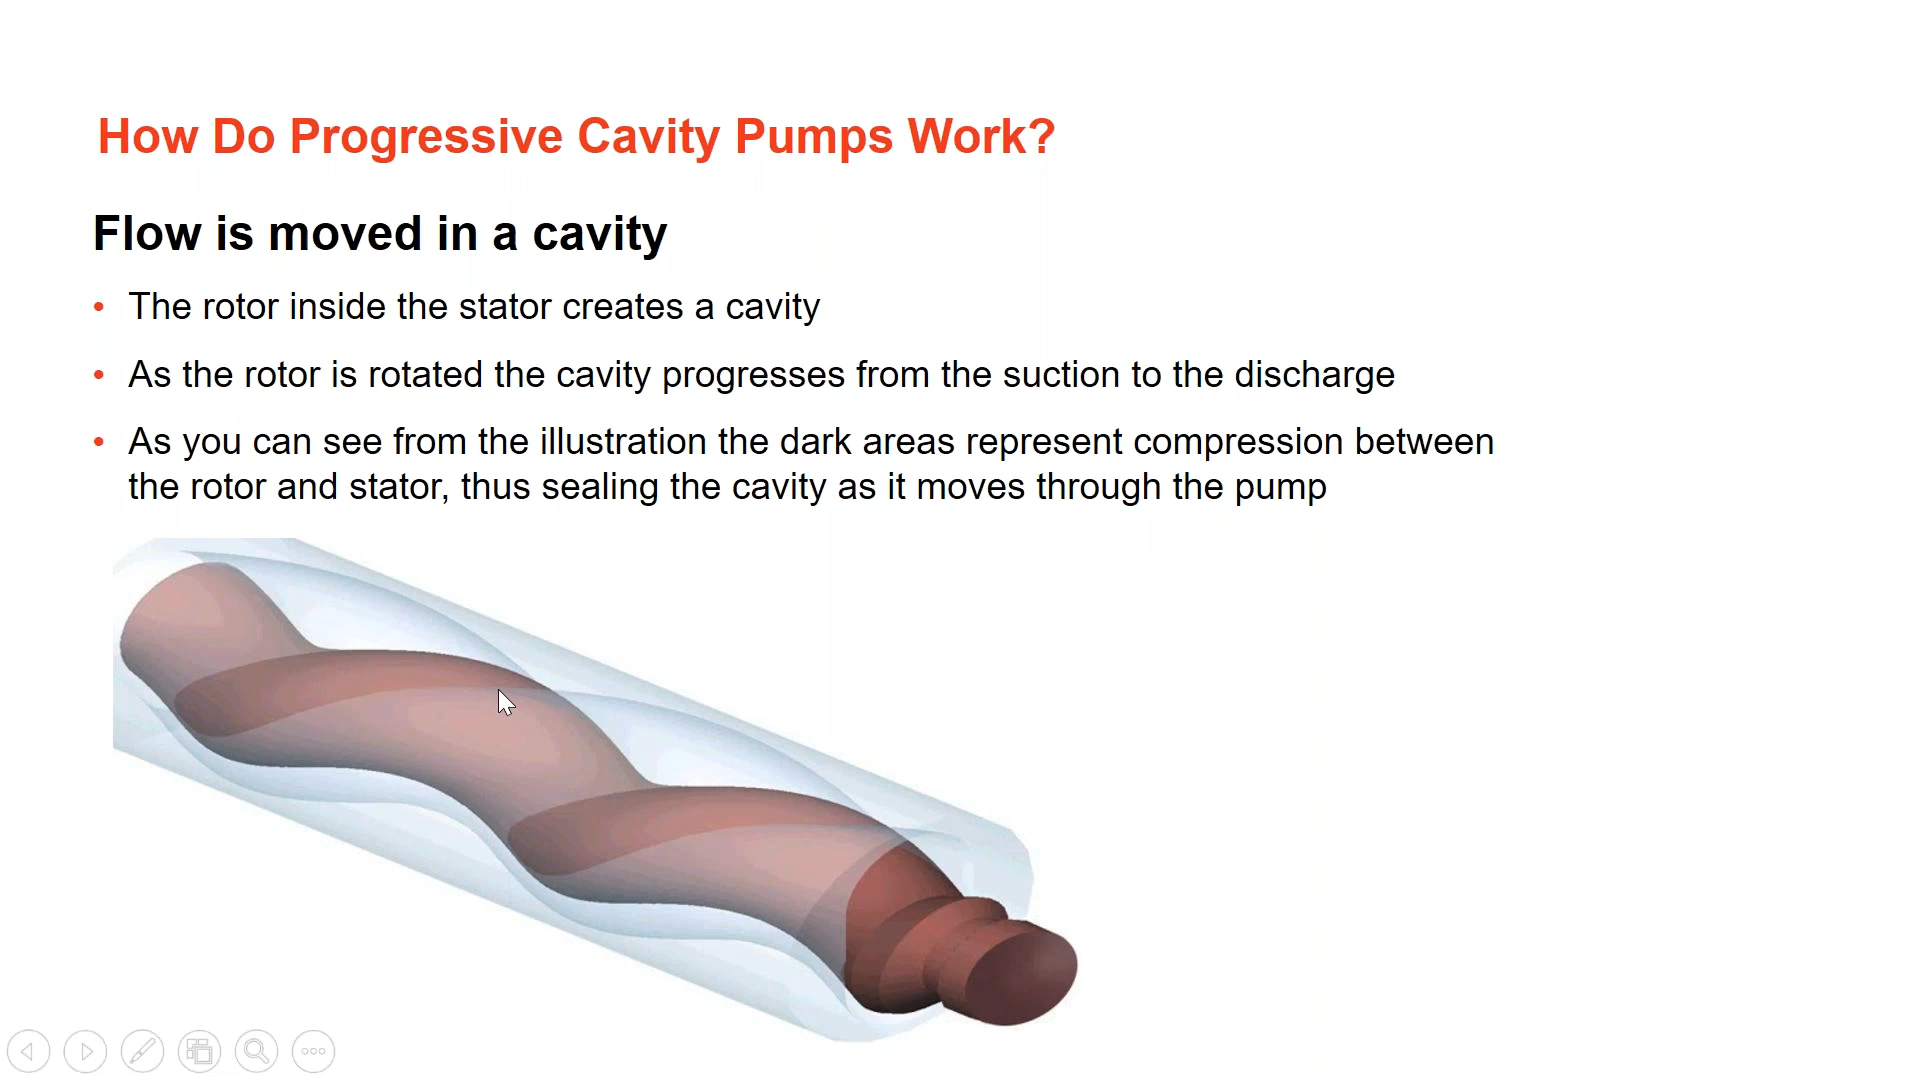 How Do Progressive Cavity Pumps Work?
Flow is moved in a cavity
• The rotor inside the stator creates a cavity
• As the rotor is rotated the cavity progresses from the suction to the discharge
• As you can see from the illustration the dark areas represent compression between
the rotor and stator, thus sealing the cavity as it moves through the pump